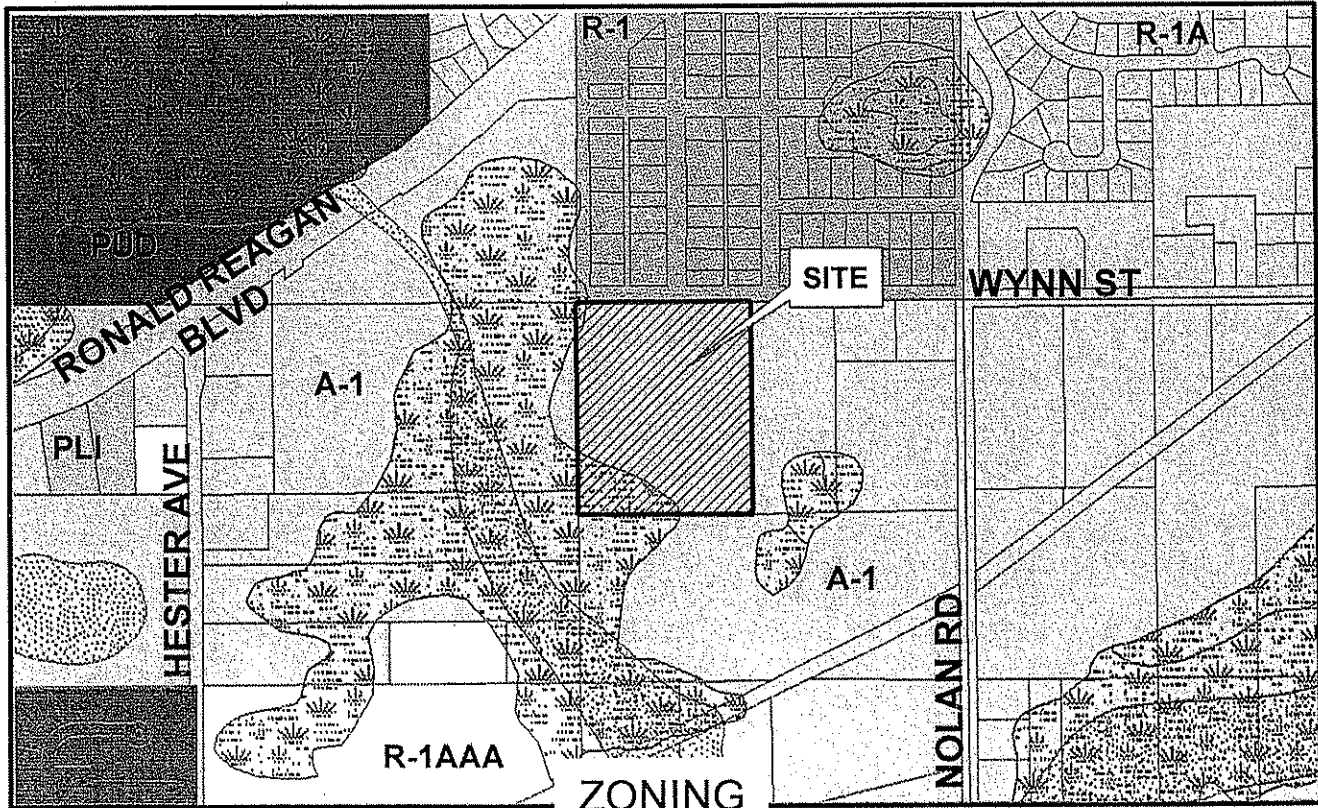 R-1
R-1A
PUD
RONALD REAGAN
BLVD
SITE
WYNN ST
A-1
PLI
HESTER AVE
A-1
NOLAN RD
R-1AAA
ZONING